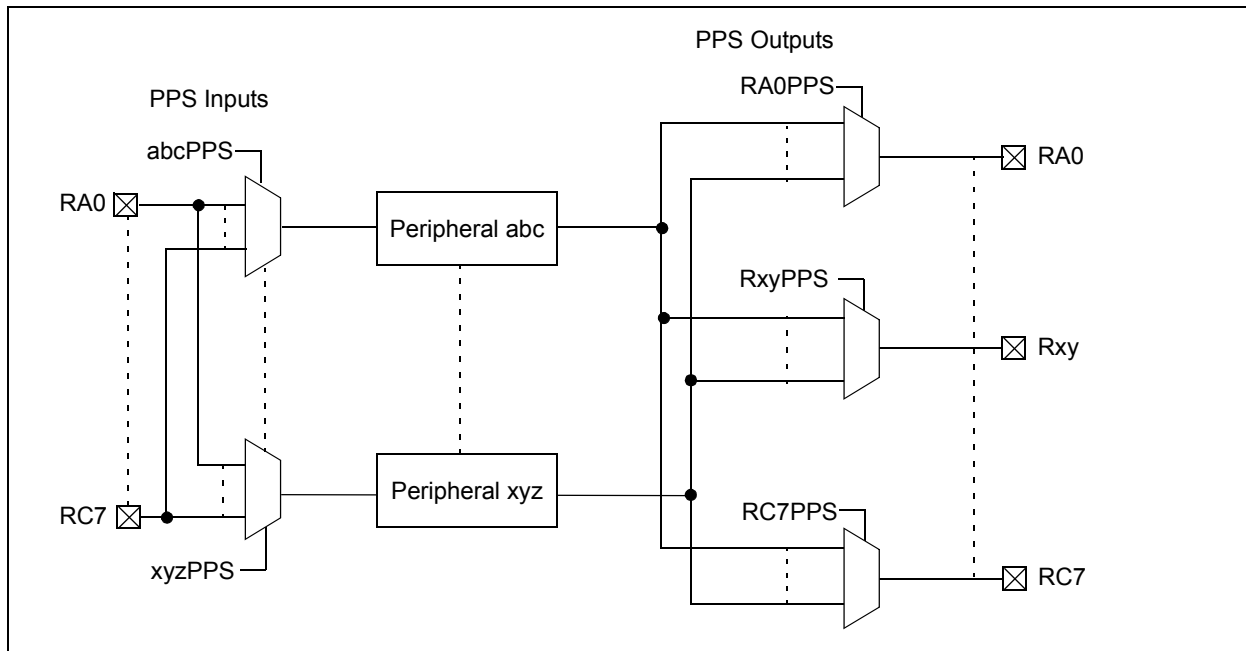 PPS Outputs
RA0PPS
PPS Inputs
abcPPS
RA0
RA0
Peripheral abc
RxyPPS
Rxy
Peripheral xyz
RC7PPS
RC7
xyzPPS
RC7